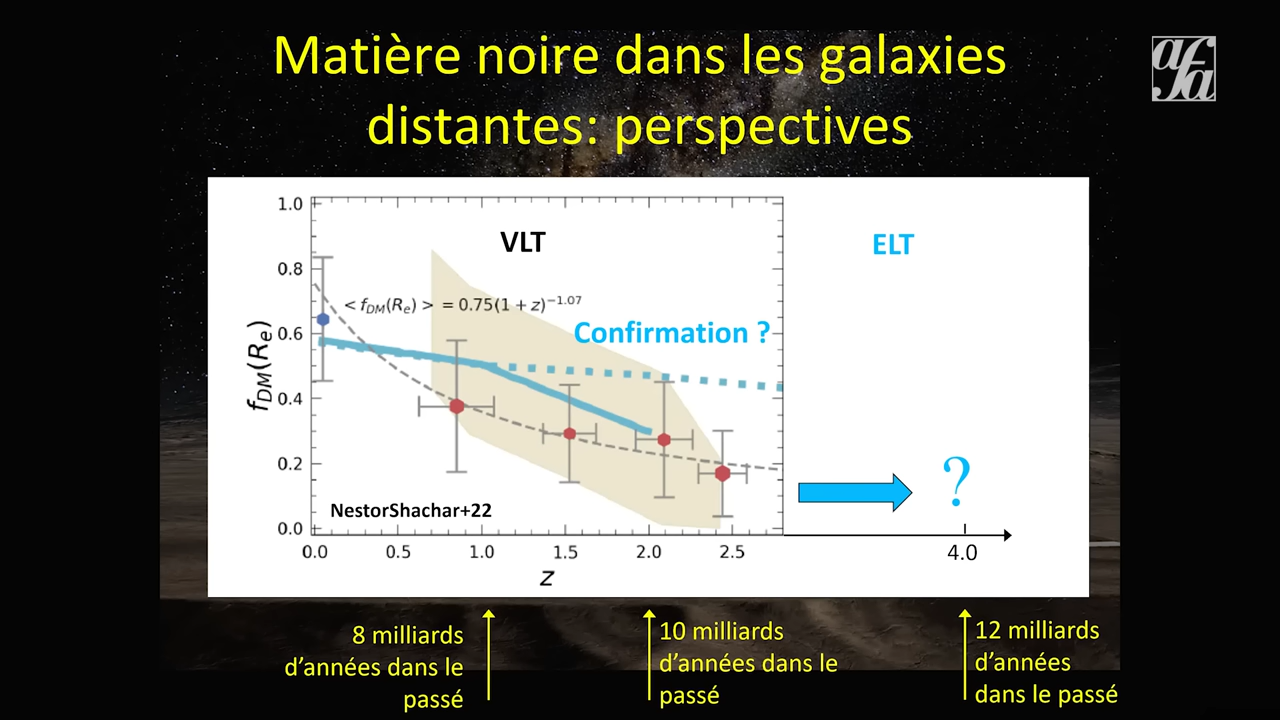 Matière noire dans les galaxies
distantes: perspectives
afa
VLT
ELT
< f_DM(R_e) > = 0.75(1 + z)^−1.07
Confirmation ?
f_DM(R_e)
1.0
0.8
0.6
0.4
0.2
0.0
NestorShachar+22
?
0.0 0.5 1.0 1.5 2.0 2.5 4.0
z
8 milliards
d'années dans le
passé
10 milliards
d'années dans le
passé
12 milliards
d'années
dans le passé